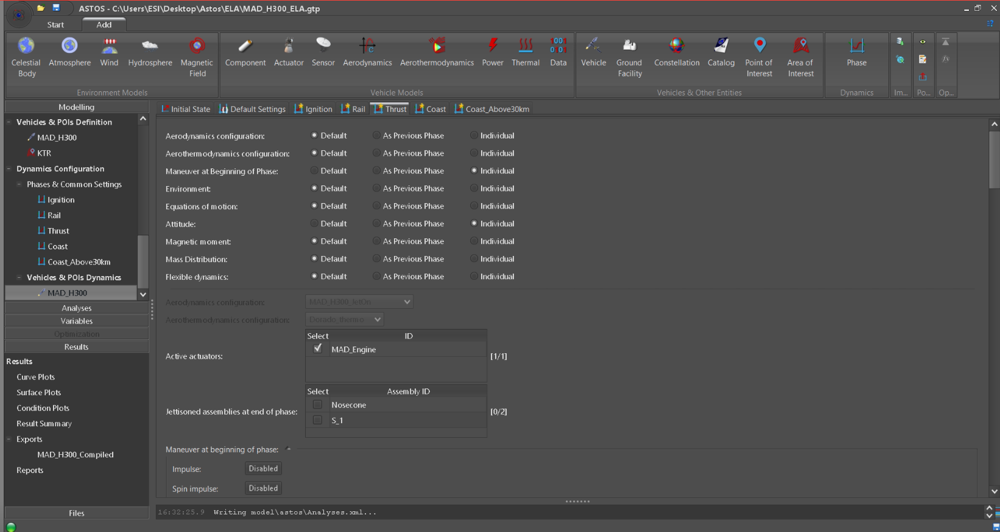 ASTOS - C:\Users\ESI\Desktop\Astos\ELA\MAD_H300_ELA.gtp
Start Add
Celestial Body Atmosphere Wind Hydrosphere Magnetic Field
Environment Models
Component Actuator Sensor Aerodynamics Aerothermodynamics Power Thermal 1001 0101 Data
Vehicle Models
Vehicle Ground Facility Constellation Catalog Point of Interest Area of Interest
Vehicles & Other Entities
Phase
Dynamics
Im... Po... Op...
Modelling
Vehicles & POIs Definition
MAD_H300
KTR
Dynamics Configuration
Phases & Common Settings
Ignition
Rail
Thrust
Coast
Coast_Above30km
Vehicles & POIs Dynamics
MAD_H300
Analyses
Variables
Optimization
Results
Results
Curve Plots
Surface Plots
Condition Plots
Result Summary
Exports
MAD_H300_Compiled
Reports
Files
Initial State Default Settings Ignition Rail Thrust Coast Coast_Above30km
Aerodynamics configuration: Default As Previous Phase Individual
Aerothermodynamics configuration: Default As Previous Phase Individual
Maneuver at Beginning of Phase: Default As Previous Phase Individual
Environment: Default As Previous Phase Individual
Equations of motion: Default As Previous Phase Individual
Attitude: Default As Previous Phase Individual
Magnetic moment: Default As Previous Phase Individual
Mass Distribution: Default As Previous Phase Individual
Flexible dynamics: Default As Previous Phase Individual
Aerodynamics configuration: MAD_H300_JetOn
Aerothermodynamics configuration: Dorado_thermo
Select ID
MAD_Engine
Active actuators: [1/1]
Select Assembly ID
Nosecone
Jettisoned assemblies at end of phase: [0/2]
S_1
Maneuver at beginning of phase:
Impulse: Disabled
Spin impulse: Disabled
16:32:25.9 Writing model\astos\Analyses.xml...